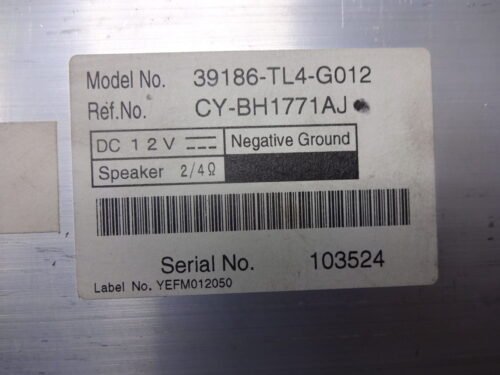 Model No. 39186-TL4-G012
Ref.No. CY-BH1771AJ
DC 12V Negative Ground
Speaker 2/4Ω
Serial No. 103524
Label No. YEFM012050